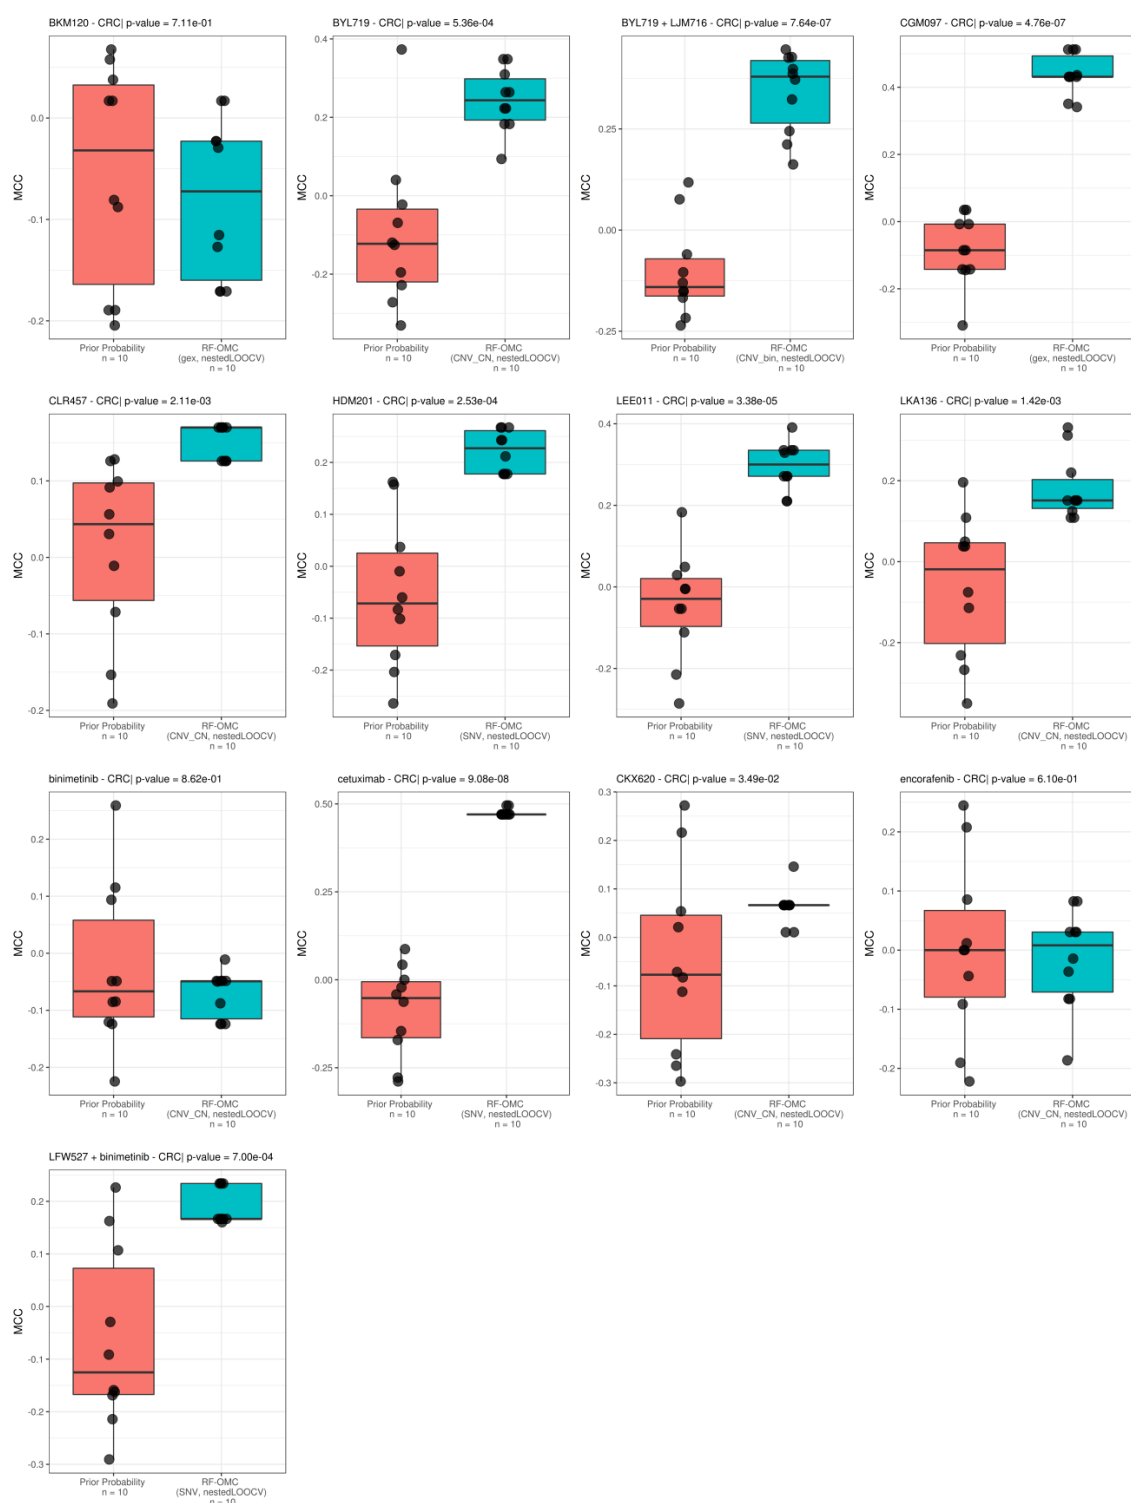 BKM120 - CRC| p-value = 7.11e-01
MCC
0.0
-0.1
-0.2
Prior Probability
n = 10
RF-OMC
(gex, nestedLOOCV)
n = 10
BYL719 - CRC| p-value = 5.36e-04
MCC
0.4
0.2
0.0
-0.2
Prior Probability
n = 10
RF-OMC
(CNV_CN, nestedLOOCV)
n = 10
BYL719 + LJM716 - CRC| p-value = 7.64e-07
MCC
0.25
0.00
-0.25
Prior Probability
n = 10
RF-OMC
(CNV_bin, nestedLOOCV)
n = 10
CGM097 - CRC| p-value = 4.76e-07
MCC
0.4
0.2
0.0
-0.2
Prior Probability
n = 10
RF-OMC
(gex, nestedLOOCV)
n = 10
CLR457 - CRC| p-value = 2.11e-03
MCC
0.1
0.0
-0.1
-0.2
Prior Probability
n = 10
RF-OMC
(CNV_CN, nestedLOOCV)
n = 10
HDM201 - CRC| p-value = 2.53e-04
MCC
0.2
0.1
0.0
-0.1
-0.2
Prior Probability
n = 10
RF-OMC
(SNV, nestedLOOCV)
n = 10
LEE011 - CRC| p-value = 3.38e-05
MCC
0.4
0.2
0.0
-0.2
Prior Probability
n = 10
RF-OMC
(SNV, nestedLOOCV)
n = 10
LKA136 - CRC| p-value = 1.42e-03
MCC
0.2
0.0
-0.2
Prior Probability
n = 10
RF-OMC
(CNV_CN, nestedLOOCV)
n = 10
binimetinib - CRC| p-value = 8.62e-01
MCC
0.2
0.1
0.0
-0.1
-0.2
Prior Probability
n = 10
RF-OMC
(CNV_CN, nestedLOOCV)
n = 10
cetuximab - CRC| p-value = 9.08e-08
MCC
0.50
0.25
0.00
-0.25
Prior Probability
n = 10
RF-OMC
(SNV, nestedLOOCV)
n = 10
CKX620 - CRC| p-value = 3.49e-02
MCC
0.3
0.2
0.1
0.0
-0.1
-0.2
-0.3
Prior Probability
n = 10
RF-OMC
(CNV_CN, nestedLOOCV)
n = 10
encorafenib - CRC| p-value = 6.10e-01
MCC
0.2
0.1
0.0
-0.1
-0.2
Prior Probability
n = 10
RF-OMC
(CNV_CN, nestedLOOCV)
n = 10
LFW527 + binimetinib - CRC| p-value = 7.00e-04
MCC
0.2
0.1
0.0
-0.1
-0.2
-0.3
Prior Probability
n = 10
RF-OMC
(SNV, nestedLOOCV)
n = 10